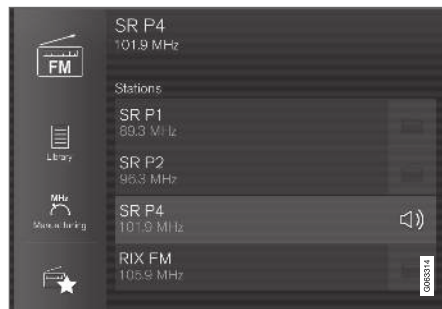 FM
Library
MHz
Manual tuning
SR P4
101.9 MHz
Stations
SR P1
89.3 MHz
SR P2
96.3 MHz
SR P4
101.9 MHz
RIX FM
105.9 MHz
G063314